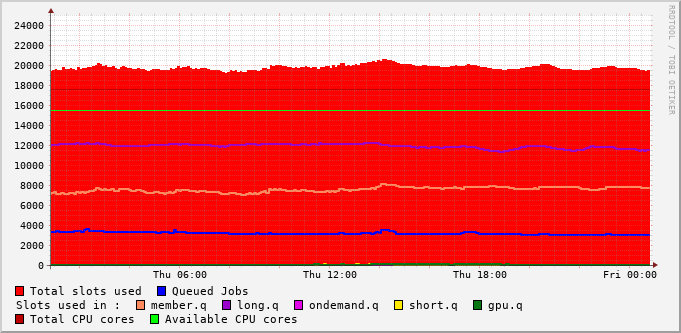 RRDTOOL / TOBI OETIKER
24000
22000
20000
18000
16000
14000
12000
10000
8000
6000
4000
2000
0
Thu 06:00 Thu 12:00 Thu 18:00 Fri 00:00
Total slots used Queued Jobs
Slots used in : member.q long.q ondemand.q short.q gpu.q
Total CPU cores Available CPU cores